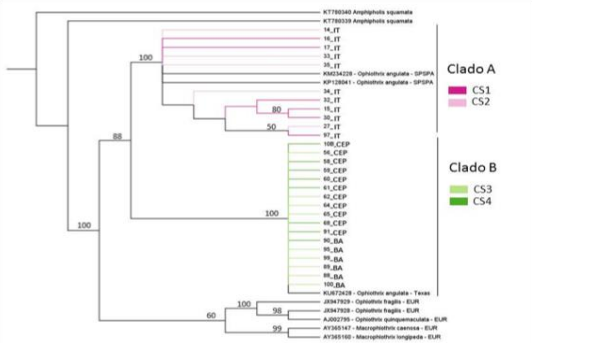 KT780340 Amphipholis squamata
KT780339 Amphipholis squamata
14_IT
16_IT
17_IT
33_IT
35_IT
100
KM234228 - Ophiothrix angulata - SPSPA
KP128041 - Ophiothrix angulata - SPSPA
34_IT
32_IT
15_IT
80
30_IT
27_IT
50
97_IT
Clado A
CS1
CS2
88
108_CEP
56_CEP
58_CEP
59_CEP
60_CEP
61_CEP
62_CEP
64_CEP
65_CEP
100
68_CEP
91_CEP
90_BA
95_BA
100_BA
KU672428 - Ophiothrix angulata - Texas
Clado B
CS3
CS4
100
JX947929 - Ophiothrix fragilis - EUR
100
JX947928 - Ophiothrix fragilis - EUR
98
AJ002795 - Ophiothrix quinquemaculata - EUR
60
AY365147 - Macrophiothrix caenosa - EUR
99
AY365160 - Macrophiothrix longipeda - EUR